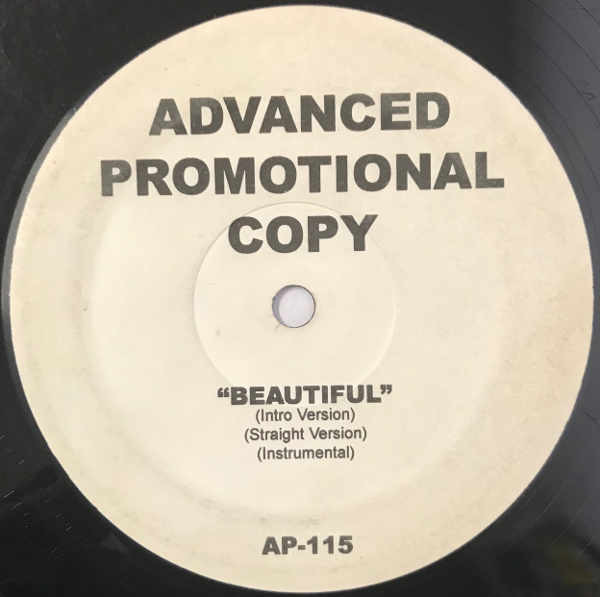 ADVANCED
PROMOTIONAL
COPY
“BEAUTIFUL”
(Intro Version)
(Straight Version)
(Instrumental)
AP-115